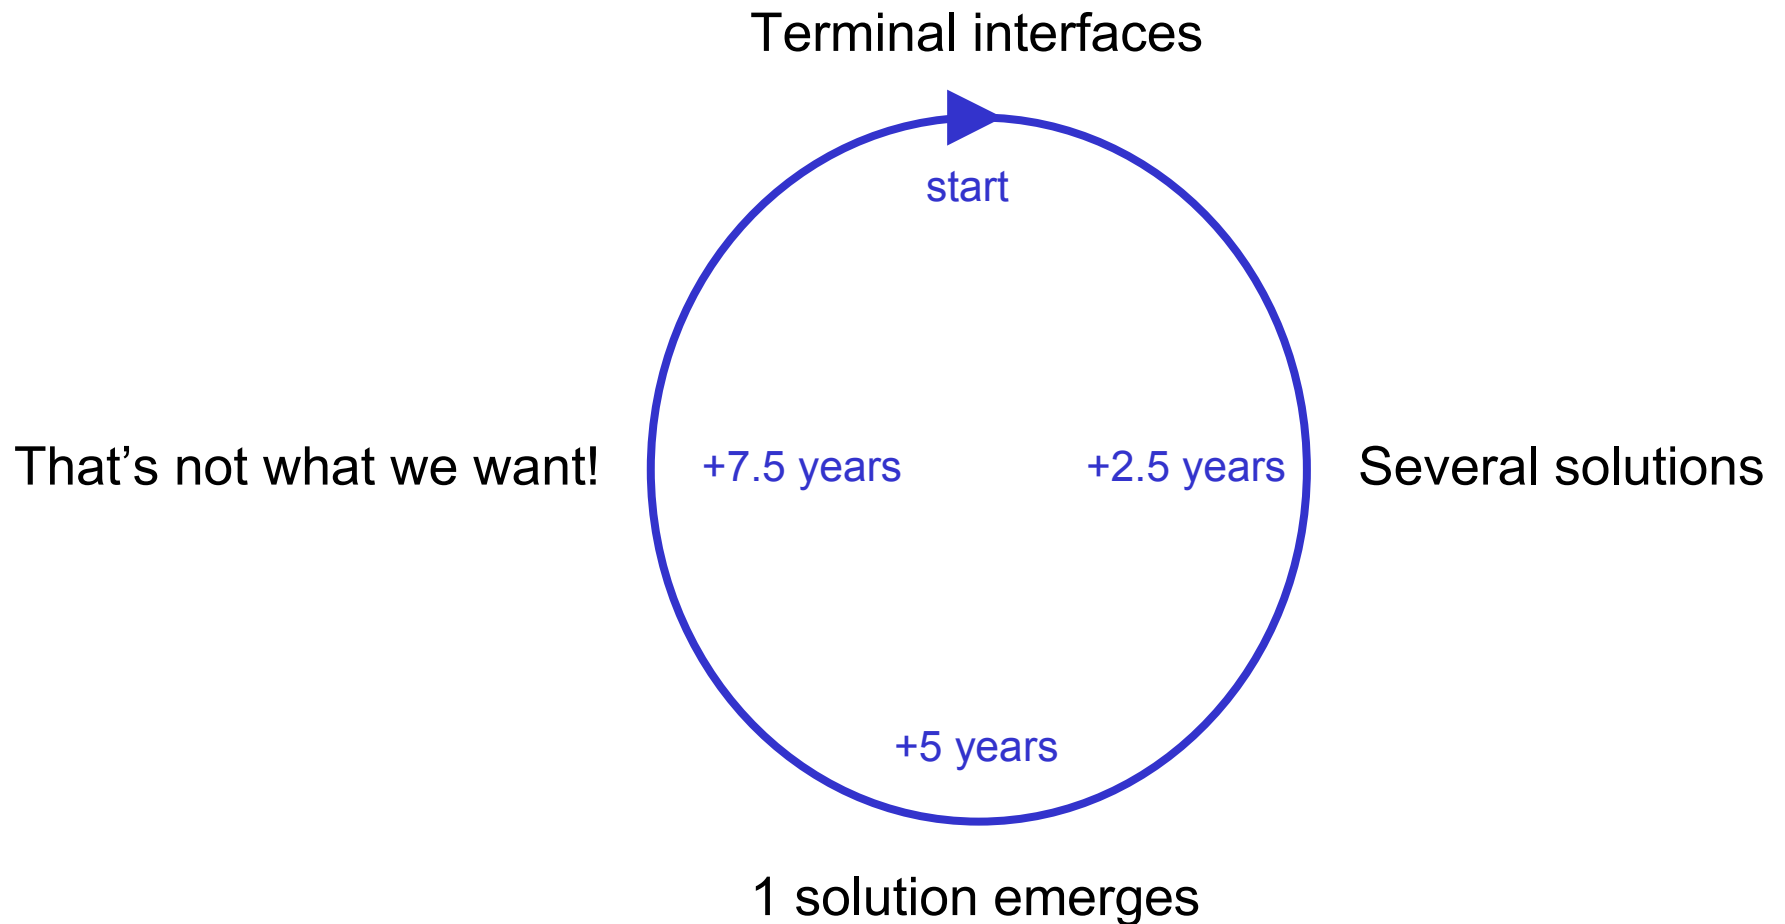 Terminal interfaces
start
That’s not what we want!
+7.5 years
+2.5 years
Several solutions
+5 years
1 solution emerges